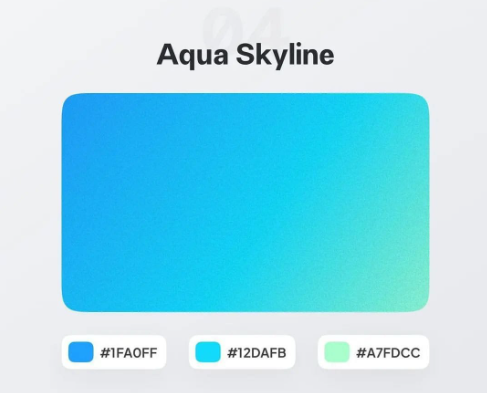 04
Aqua Skyline
#1FA0FF
#12DAFB
#A7FDCC